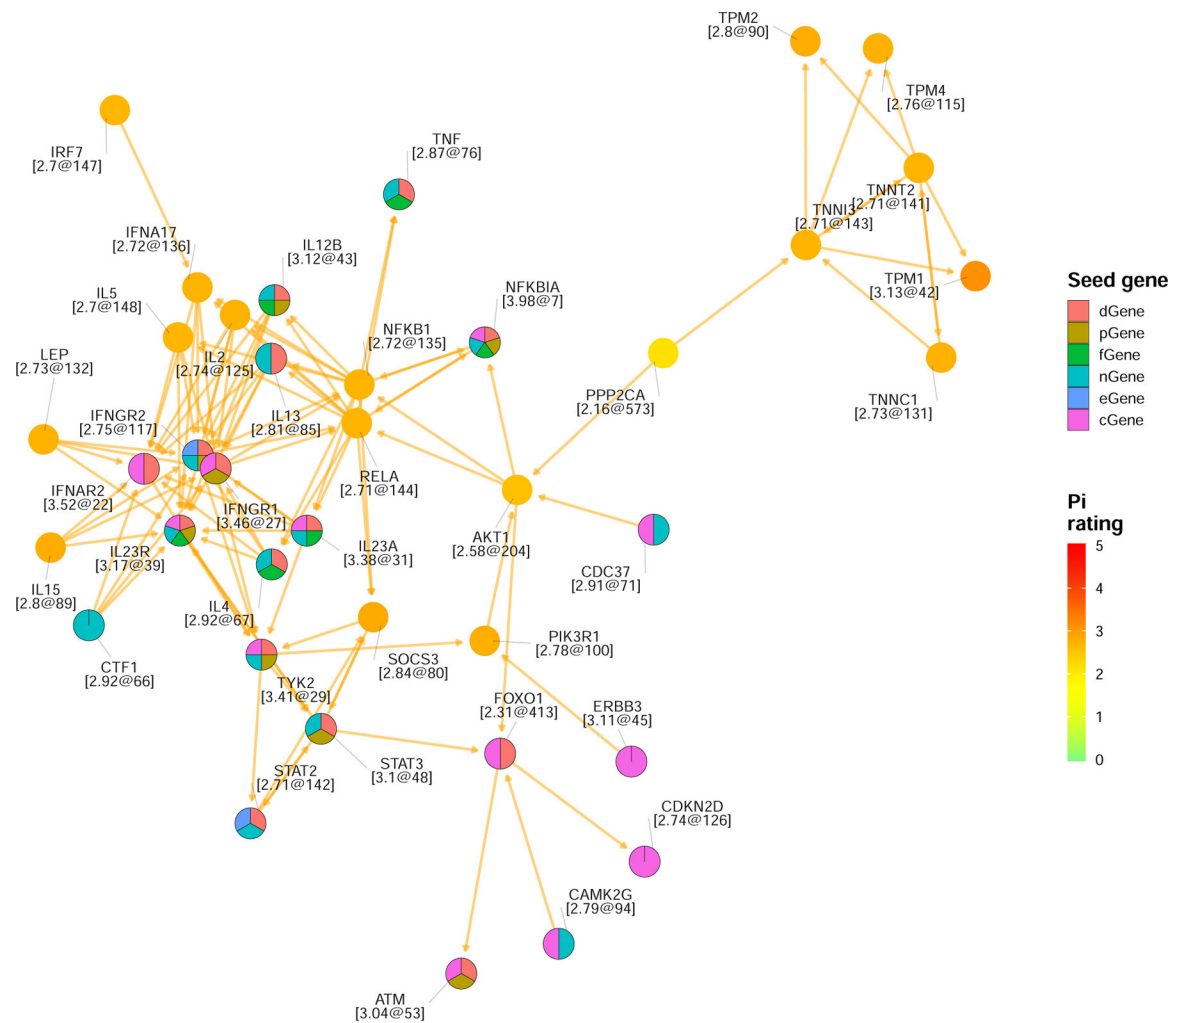 TPM2
[2.8@90]
TPM4
[2.76@115]
IRF7
[2.7@147]
TNF
[2.87@76]
TNNT2
[2.71@141]
TNNI3
[2.71@143]
IFNA17
[2.72@136]
IL12B
[3.12@43]
NFKBIA
[3.98@7]
TPM1
[3.13@42]
IL5
[2.7@148]
NFKB1
[2.72@135]
LEP
[2.73@132]
IL2
[2.74@125]
PPP2CA
[2.16@573]
TNNC1
[2.73@131]
IFNGR2
[2.75@117]
IL13
[2.81@85]
RELA
[2.71@144]
IFNAR2
[3.52@22]
IFNGR1
[3.46@27]
AKT1
[2.58@204]
IL23R
[3.17@39]
IL23A
[3.38@31]
CDC37
[2.91@71]
IL15
[2.8@89]
IL4
[2.92@67]
CTF1
[2.92@66]
SOCS3
[2.84@80]
PIK3R1
[2.78@100]
TYK2
[3.41@29]
FOXO1
[2.31@413]
ERBB3
[3.11@45]
STAT2
[2.71@142]
STAT3
[3.1@48]
CDKN2D
[2.74@126]
CAMK2G
[2.79@94]
ATM
[3.04@53]
Seed gene
dGene
pGene
fGene
nGene
eGene
cGene
Pi
rating
5
4
3
2
1
0